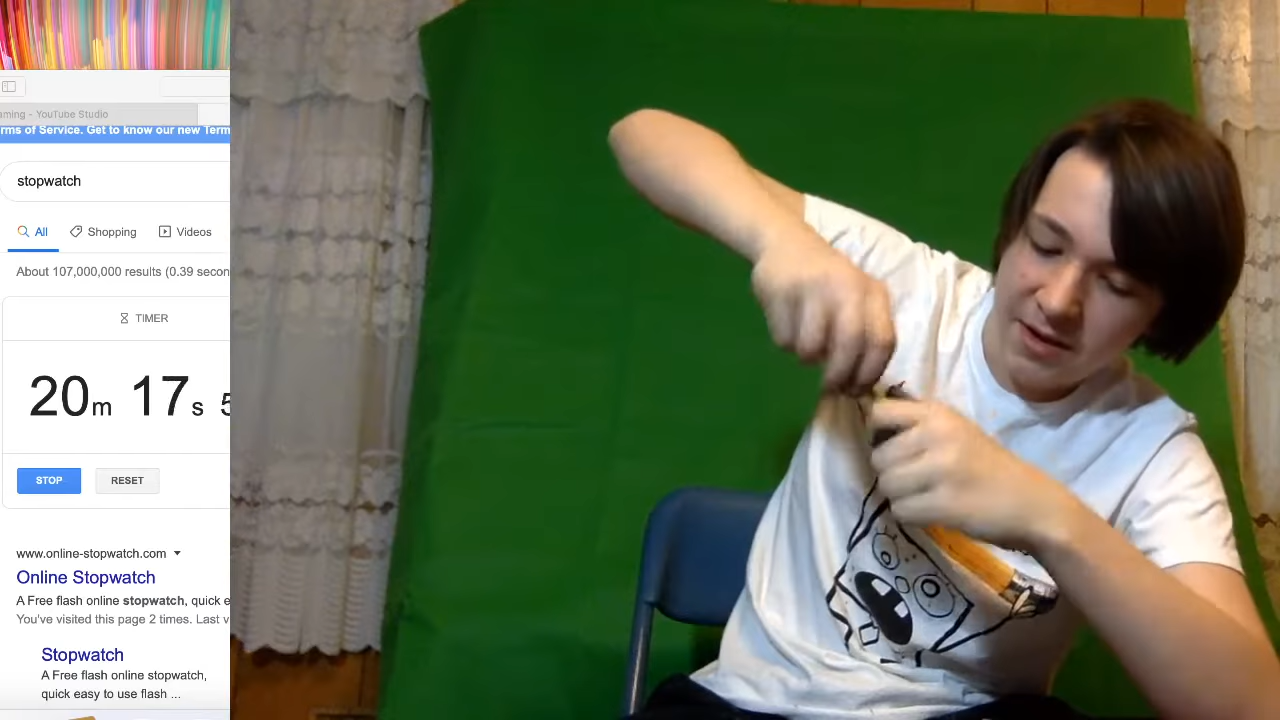 aming - YouTube Studio
rms of Service. Get to know our new Term
stopwatch
All Shopping Videos
About 107,000,000 results (0.39 secon
TIMER
20m 17s 5
STOP RESET
www.online-stopwatch.com
Online Stopwatch
A Free flash online stopwatch, quick e
You've visited this page 2 times. Last v
Stopwatch
A Free flash online stopwatch,
quick easy to use flash ...